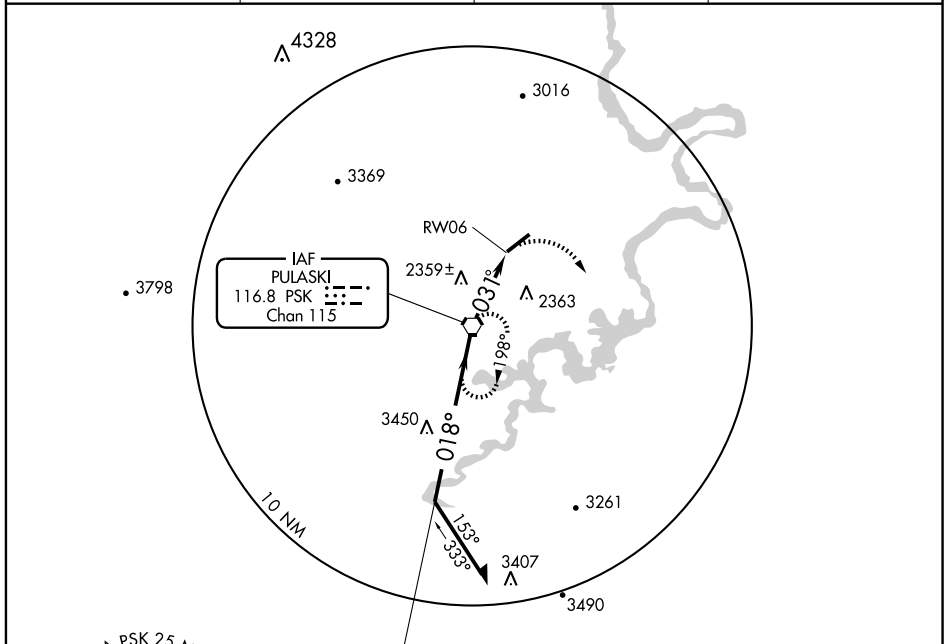 4328
3016
3369
RW06
IAF
PULASKI
116.8 PSK
Chan 115
2359±
031°
2363
3798
198°
3450
018°
10 NM
3261
153°
333°
3407
3490
PSK 25